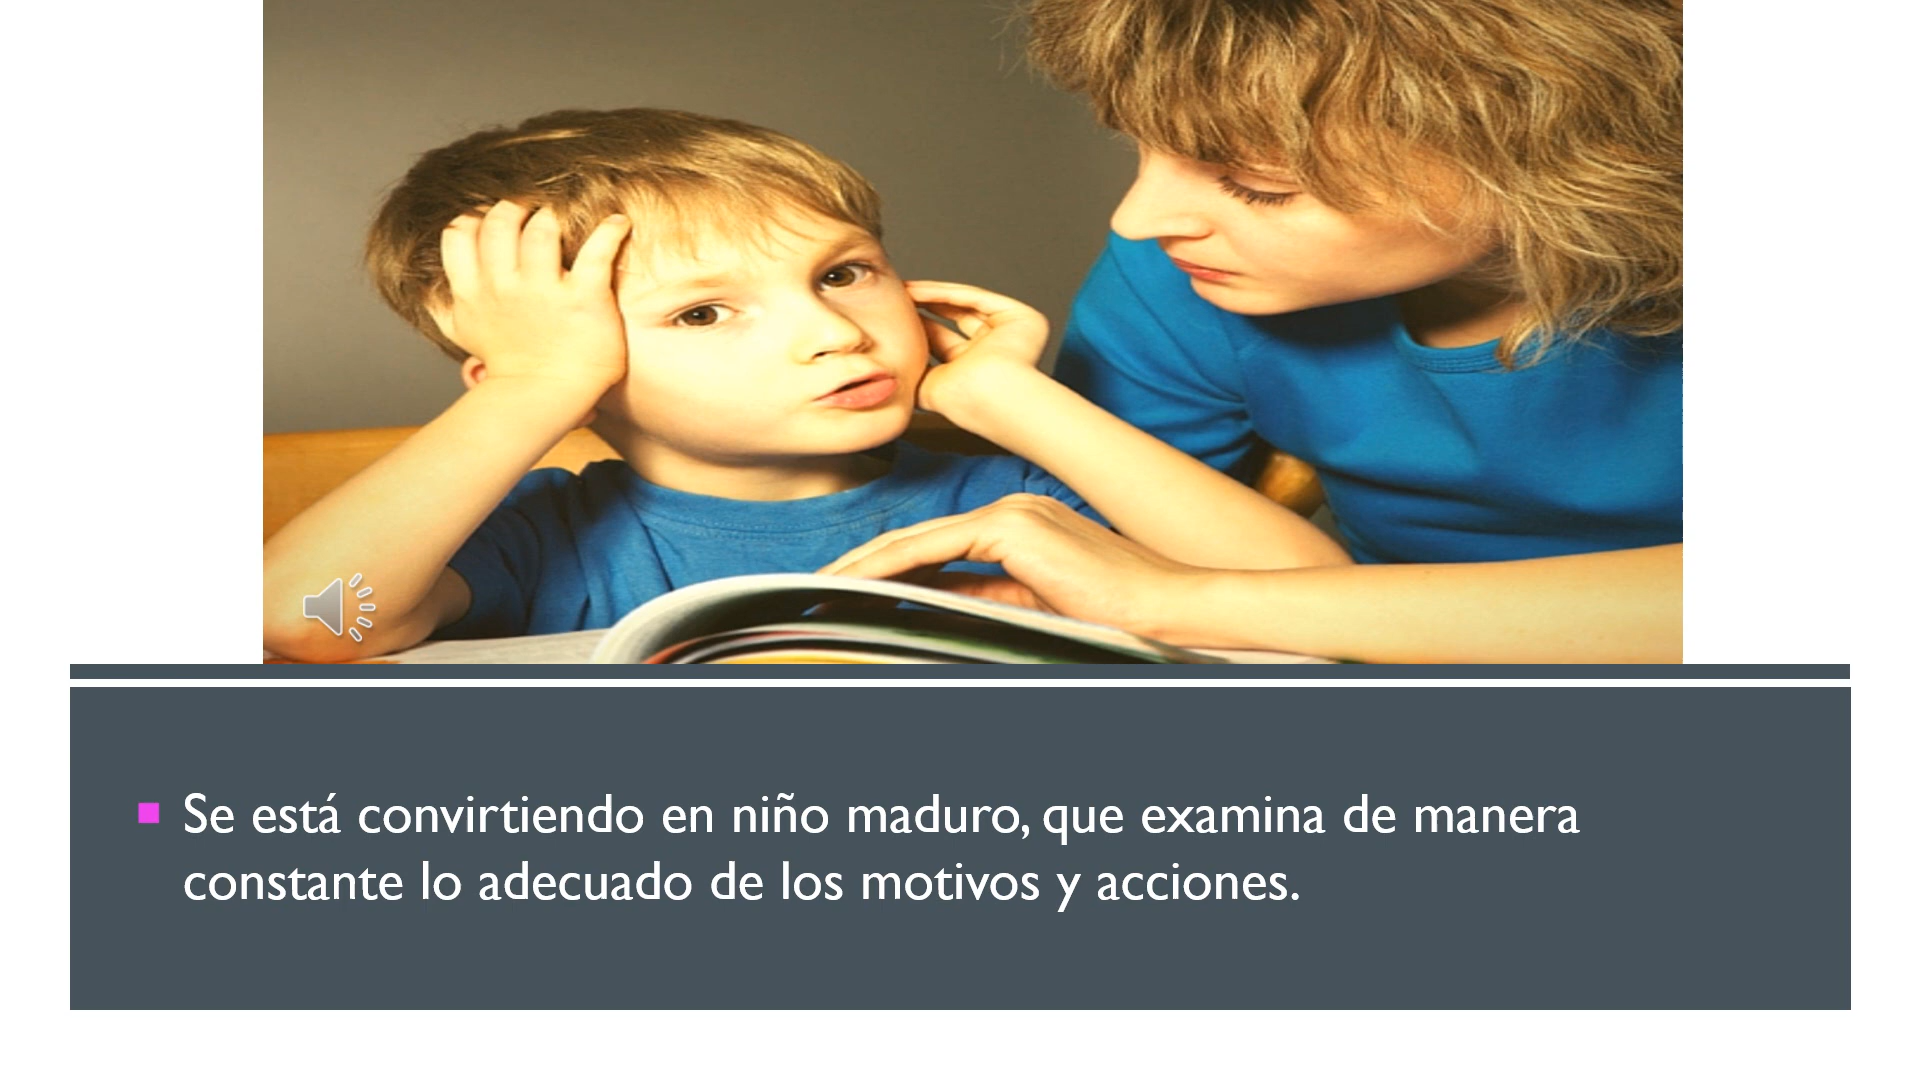 Se está convirtiendo en niño maduro, que examina de manera
constante lo adecuado de los motivos y acciones.